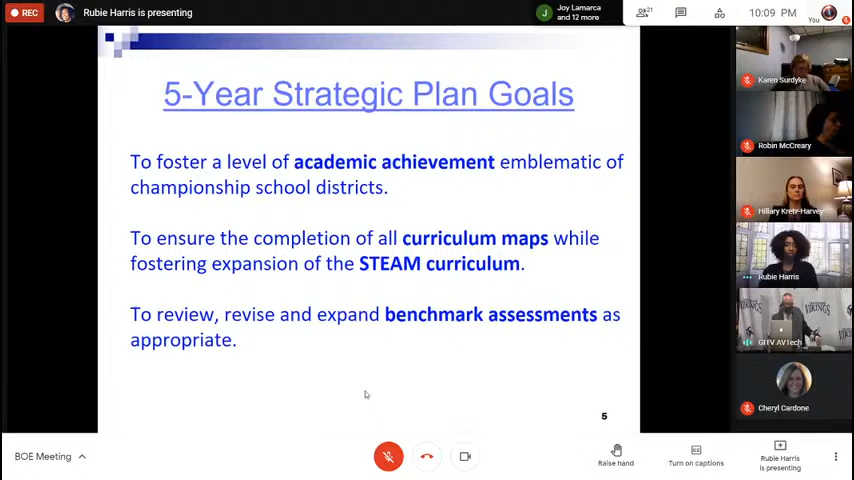 REC
Rubie Harris is presenting
J
Joy Lamarca
and 12 more
21
10:09 PM
You
5-Year Strategic Plan Goals
To foster a level of academic achievement emblematic of
championship school districts.
To ensure the completion of all curriculum maps while
fostering expansion of the STEAM curriculum.
To review, revise and expand benchmark assessments as
appropriate.
5
Karen Surdyke
Robin McCreary
Hillary Kretz-Harvey
Rubie Harris
VIKINGS
GITV AVTech
Cheryl Cardone
BOE Meeting
Raise hand
Turn on captions
Rubie Harris
is presenting